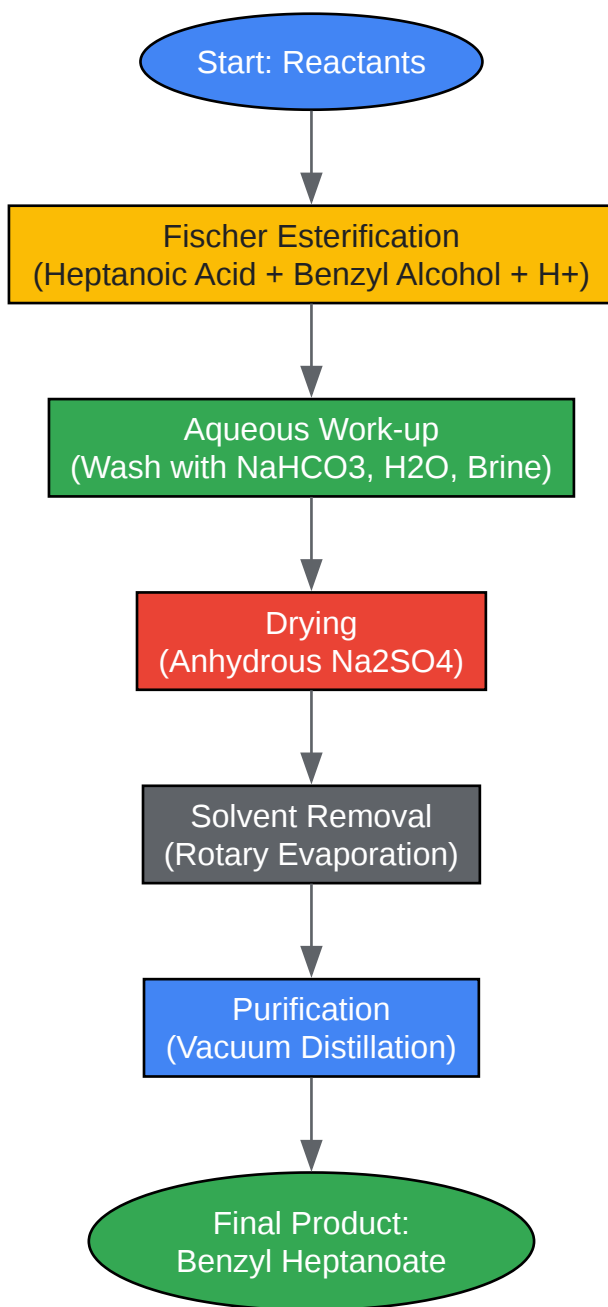 Start: Reactants
Fischer Esterification
(Heptanoic Acid + Benzyl Alcohol + H+)
Aqueous Work-up
(Wash with NaHCO3, H2O, Brine)
Drying
(Anhydrous Na2SO4)
Solvent Removal
(Rotary Evaporation)
Purification
(Vacuum Distillation)
Final Product:
Benzyl Heptanoate